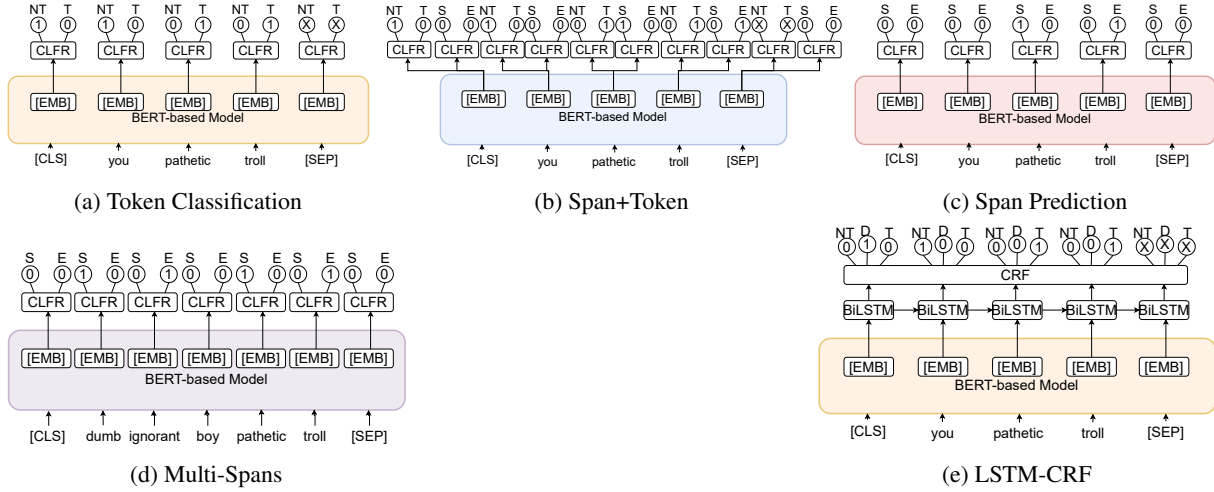 NT T NT T NT T NT T NT T
1 0 1 0 0 1 0 1 X X
CLFR CLFR CLFR CLFR CLFR
[EMB] [EMB] [EMB] [EMB] [EMB]
BERT-based Model
[CLS] you pathetic troll [SEP]
(a) Token Classification
NT T S E NT T S E NT T S E NT T S E NT T S E
1 0 0 0 1 0 0 0 0 1 1 0 0 1 0 1 X X 0 0
CLFR CLFR CLFR CLFR CLFR CLFR CLFR CLFR CLFR CLFR
[EMB] [EMB] [EMB] [EMB] [EMB]
BERT-based Model
[CLS] you pathetic troll [SEP]
(b) Span+Token
S E S E S E S E S E
0 0 0 0 1 0 0 1 0 0
CLFR CLFR CLFR CLFR CLFR
[EMB] [EMB] [EMB] [EMB] [EMB]
BERT-based Model
[CLS] you pathetic troll [SEP]
(c) Span Prediction
S E S E S E S E S E S E S E
0 0 1 0 0 1 0 0 1 0 0 1 0 0
CLFR CLFR CLFR CLFR CLFR CLFR CLFR
[EMB] [EMB] [EMB] [EMB] [EMB] [EMB] [EMB]
BERT-based Model
[CLS] dumb ignorant boy pathetic troll [SEP]
(d) Multi-Spans
NT D T NT D T NT D T NT D T NT D T
0 1 0 1 0 0 0 0 1 0 0 1 X X X
CRF
BiLSTM BiLSTM BiLSTM BiLSTM BiLSTM
[EMB] [EMB] [EMB] [EMB] [EMB]
BERT-based Model
[CLS] you pathetic troll [SEP]
(e) LSTM-CRF